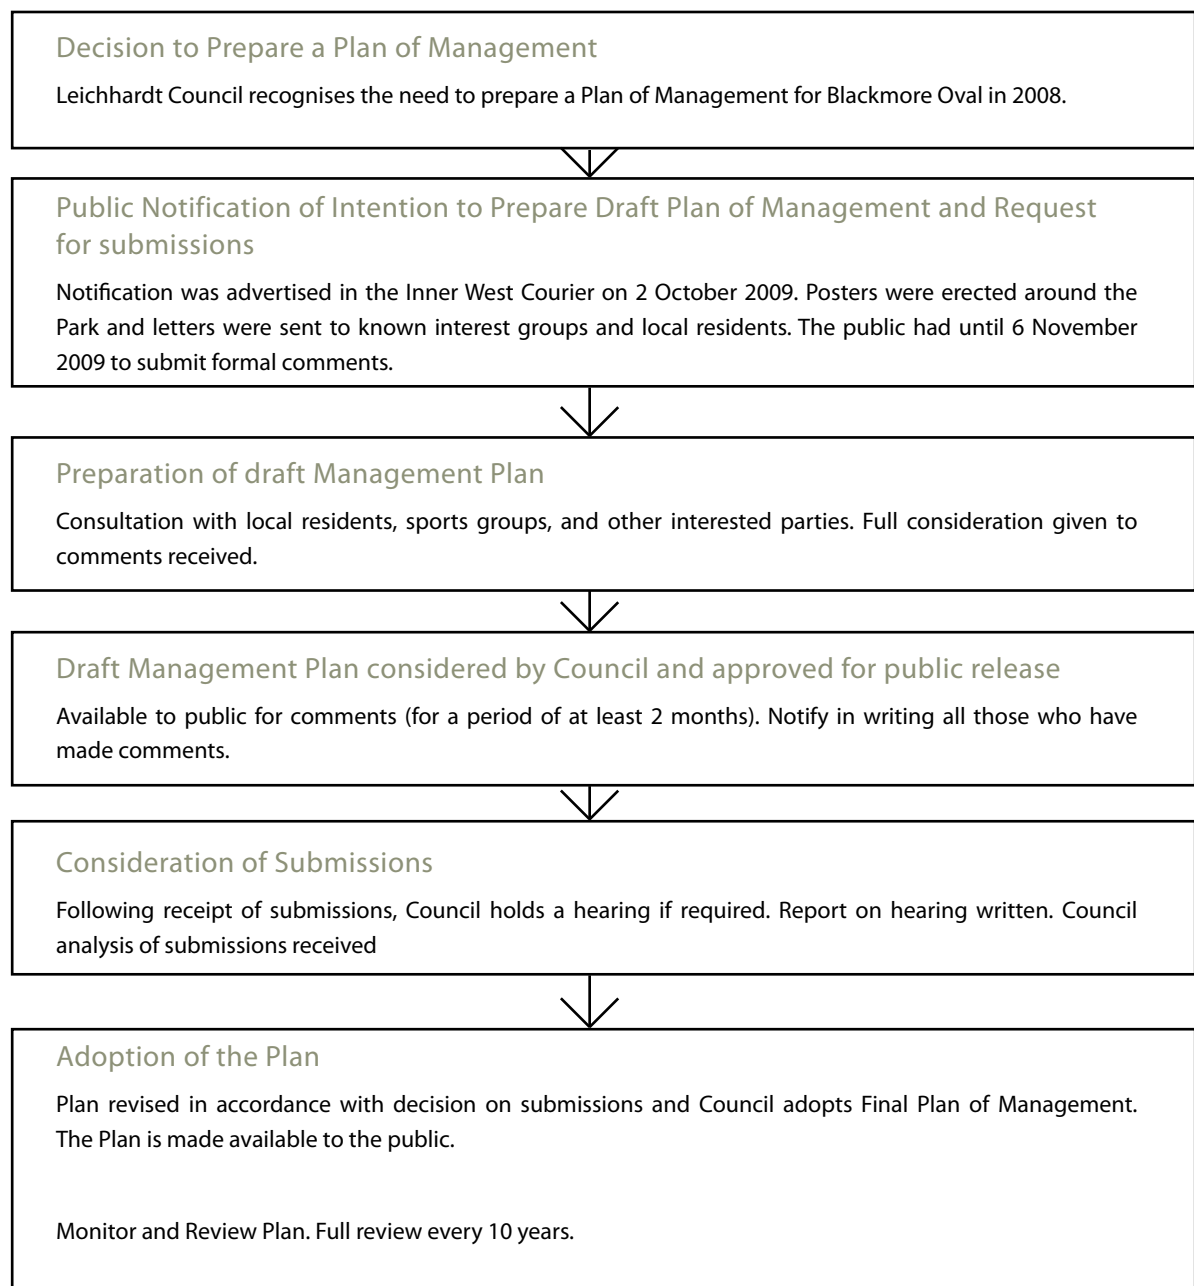 Decision to Prepare a Plan of Management
Leichhardt Council recognises the need to prepare a Plan of Management for Blackmore Oval in 2008.
Public Notification of Intention to Prepare Draft Plan of Management and Request
for submissions
Notification was advertised in the Inner West Courier on 2 October 2009. Posters were erected around the
Park and letters were sent to known interest groups and local residents. The public had until 6 November
2009 to submit formal comments.
Preparation of draft Management Plan
Consultation with local residents, sports groups, and other interested parties. Full consideration given to
comments received.
Draft Management Plan considered by Council and approved for public release
Available to public for comments (for a period of at least 2 months). Notify in writing all those who have
made comments.
Consideration of Submissions
Following receipt of submissions, Council holds a hearing if required. Report on hearing written. Council
analysis of submissions received
Adoption of the Plan
Plan revised in accordance with decision on submissions and Council adopts Final Plan of Management.
The Plan is made available to the public.
Monitor and Review Plan. Full review every 10 years.